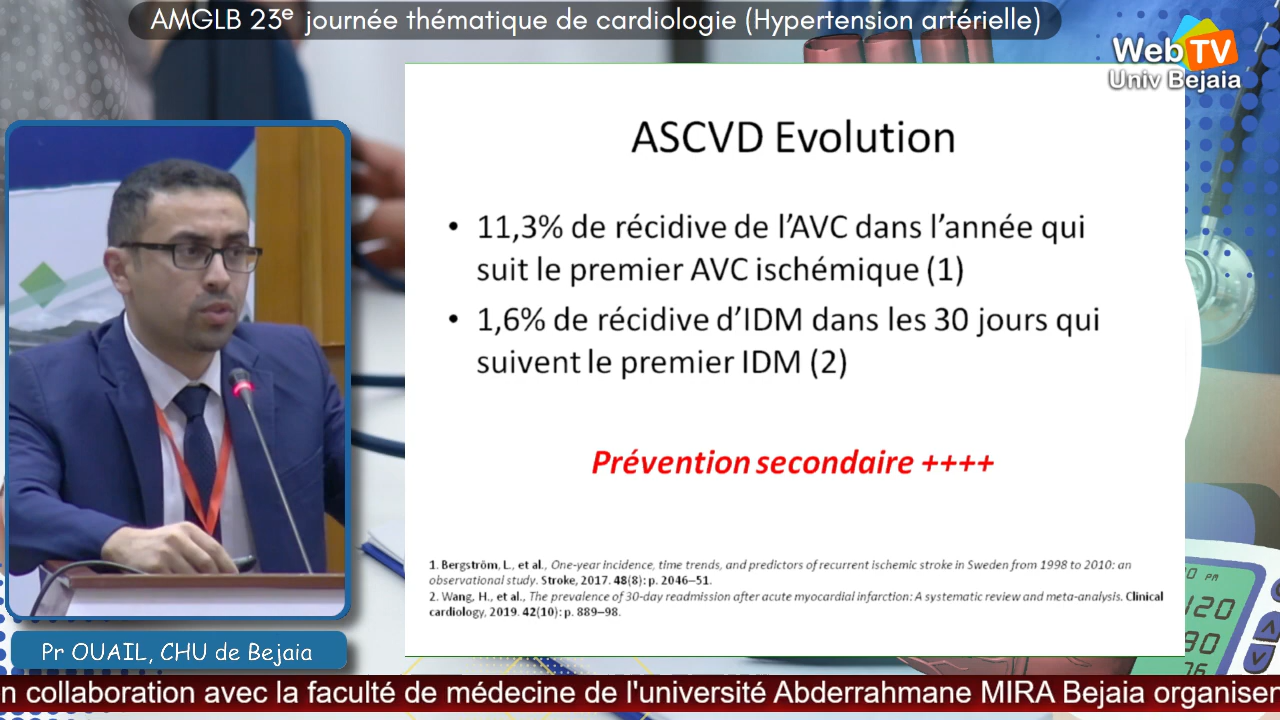 AMGLB 23e journée thématique de cardiologie (Hypertension artérielle)
WebTV
Univ Bejaia
ASCVD Evolution
• 11,3% de récidive de l'AVC dans l'année qui
suit le premier AVC ischémique (1)
• 1,6% de récidive d'IDM dans les 30 jours qui
suivent le premier IDM (2)
Prévention secondaire ++++
1. Bergström, L., et al., One-year incidence, time trends, and predictors of recurrent ischemic stroke in Sweden from 1998 to 2010: an
observational study. Stroke, 2017. 48(8): p. 2046–51.
2. Wang, H., et al., The prevalence of 30-day readmission after acute myocardial infarction: A systematic review and meta-analysis. Clinical
cardiology, 2019. 42(10): p. 889–98.
PM
120
80
76
Pr OUAIL, CHU de Bejaia
n collaboration avec la faculté de médecine de l'université Abderrahmane MIRA Bejaia organiser